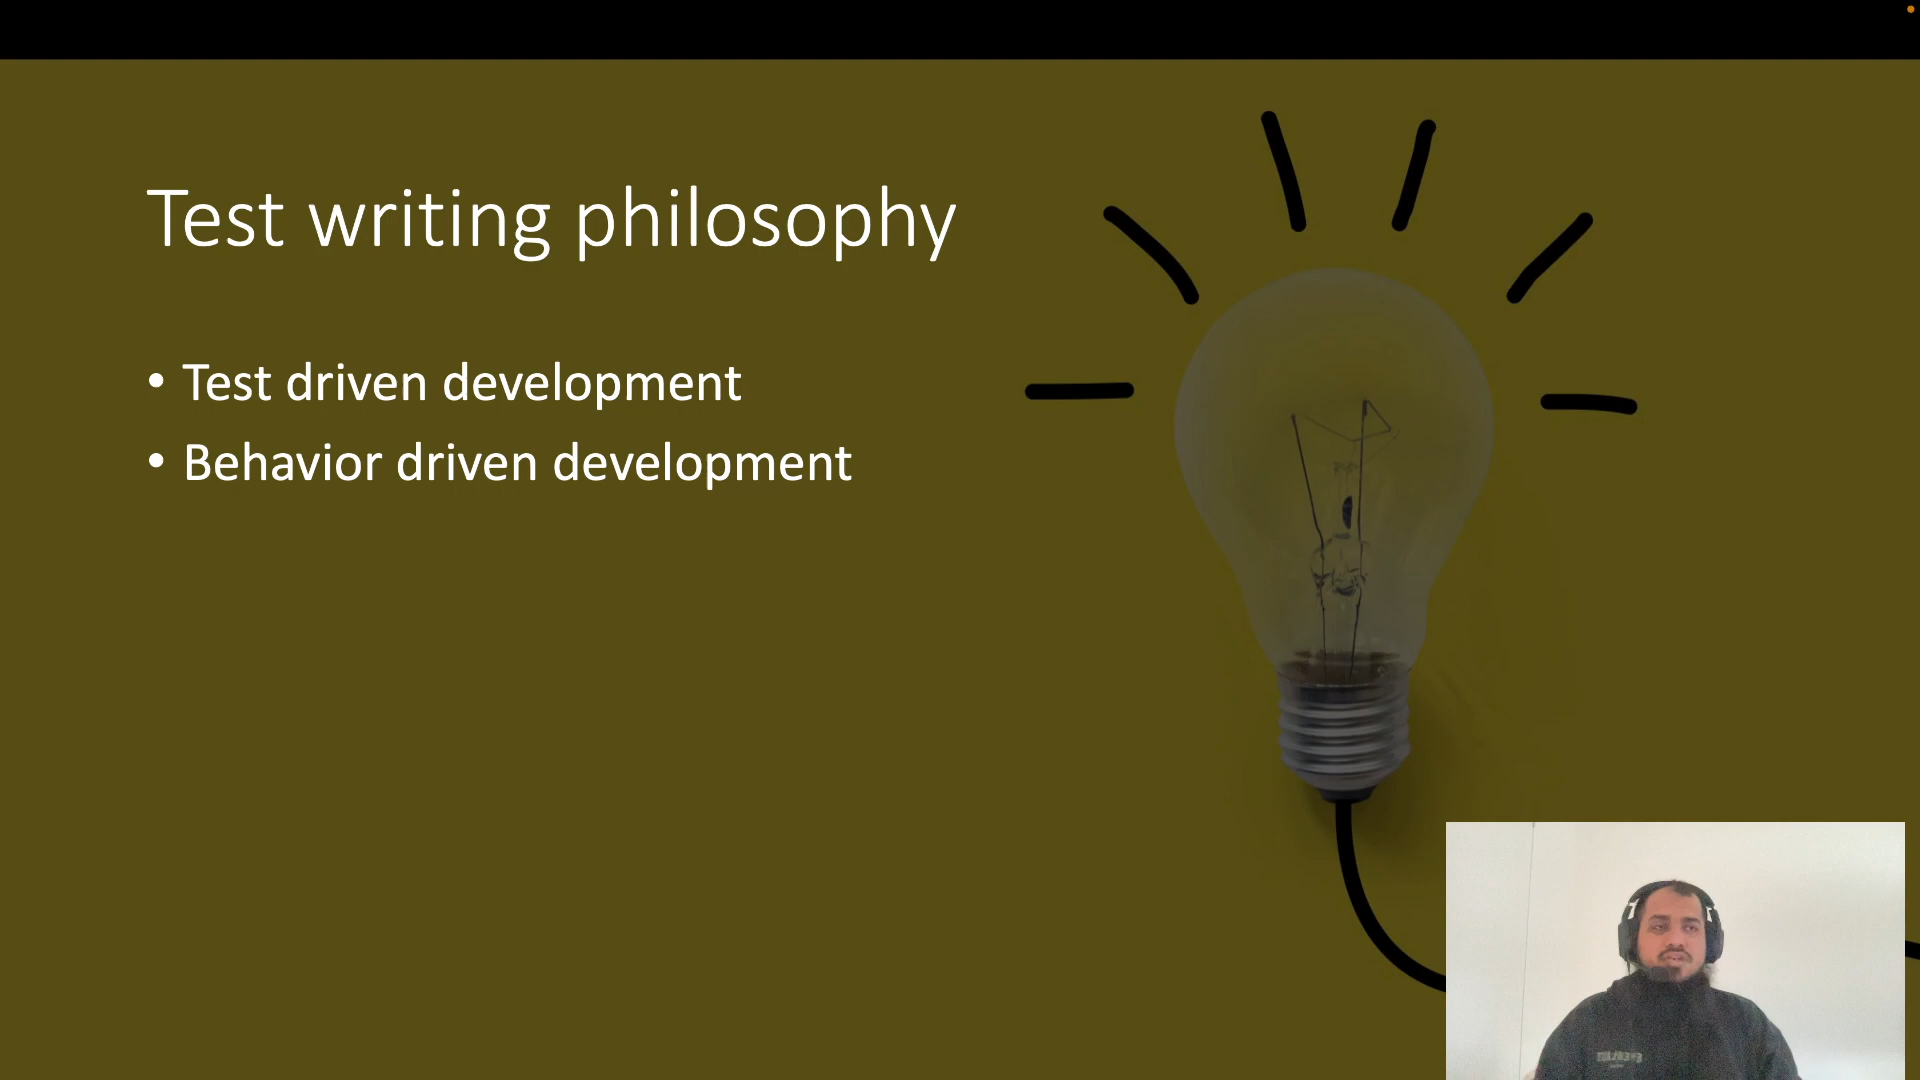 Test writing philosophy
• Test driven development
• Behavior driven development